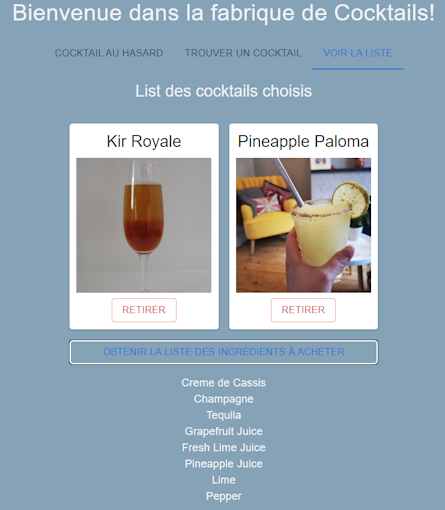 Bienvenue dans la fabrique de Cocktails!
COCKTAIL AU HASARD TROUVER UN COCKTAIL VOIR LA LISTE
List des cocktails choisis
Kir Royale Pineapple Paloma
RETIRER RETIRER
OBTENIR LA LISTE DES INGRÉDIENTS À ACHETER
Creme de Cassis
Champagne
Tequila
Grapefruit Juice
Fresh Lime Juice
Pineapple Juice
Lime
Pepper